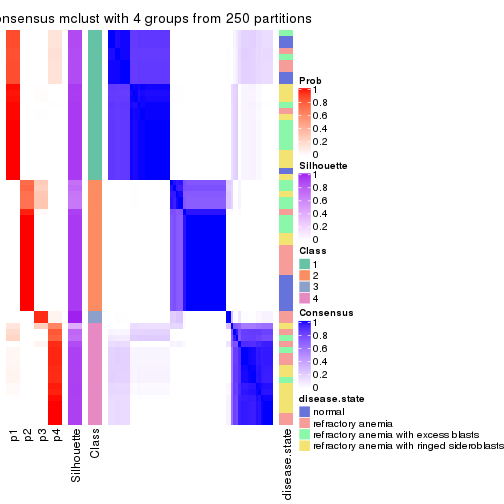 onsensus mclust with 4 groups from 250 partitions
Prob
1
0.8
0.6
0.4
0.2
0
Silhouette
1
0.8
0.6
0.4
0.2
0
Class
1
2
3
4
Consensus
1
0.8
0.6
0.4
0.2
0
disease.state
normal
refractory anemia
refractory anemia with excess blasts
refractory anemia with ringed sideroblasts
p1
p2
p3
p4
Silhouette
Class
disease.state